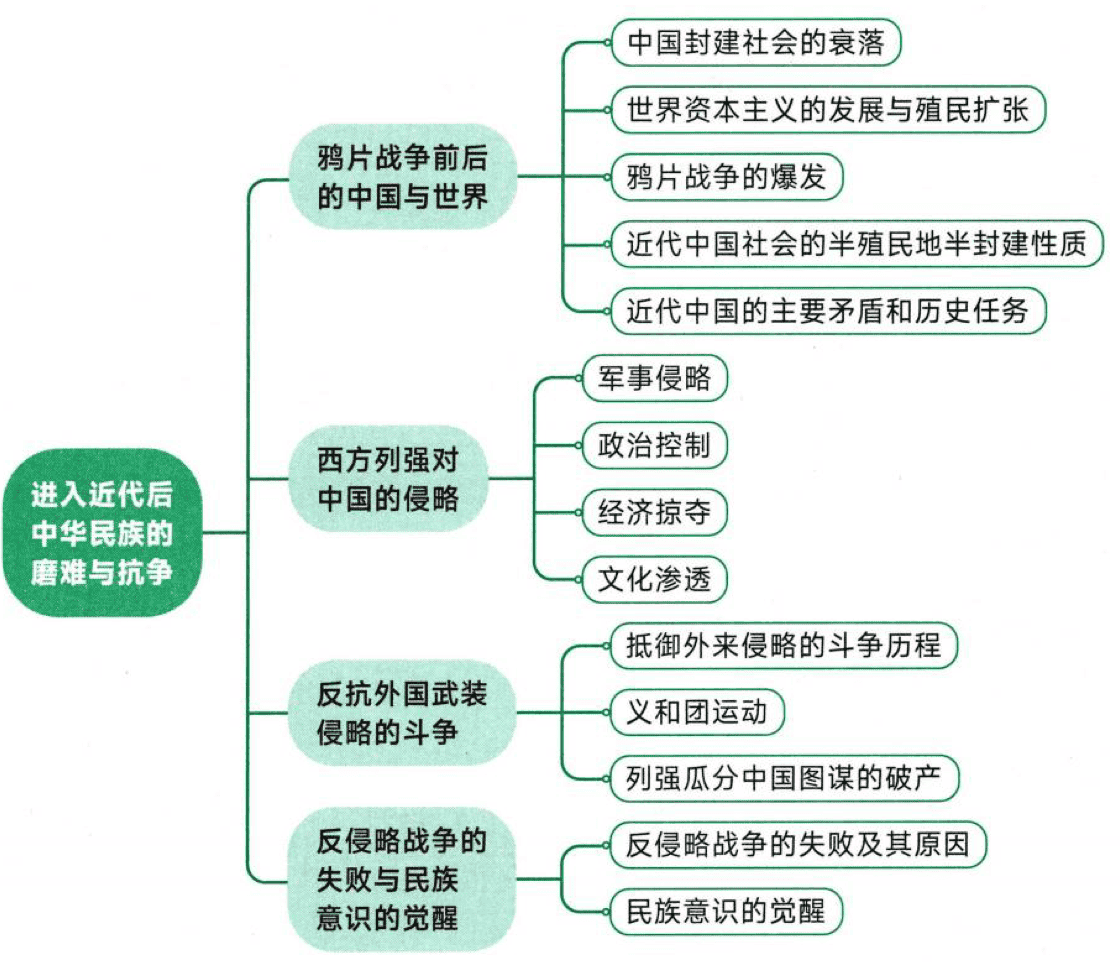 进入近代后
中华民族的
磨难与抗争
鸦片战争前后
的中国与世界
中国封建社会的衰落
世界资本主义的发展与殖民扩张
鸦片战争的爆发
近代中国社会的半殖民地半封建性质
近代中国的主要矛盾和历史任务
西方列强对
中国的侵略
军事侵略
政治控制
经济掠夺
文化渗透
反抗外国武装
侵略的斗争
抵御外来侵略的斗争历程
义和团运动
列强瓜分中国图谋的破产
反侵略战争的
失败与民族
意识的觉醒
反侵略战争的失败及其原因
民族意识的觉醒